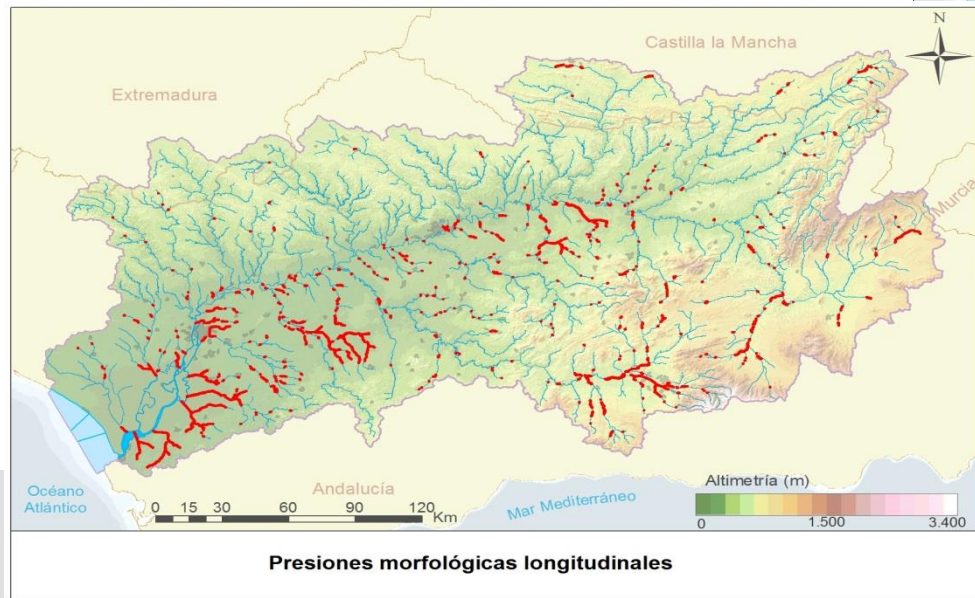 N
Castilla la Mancha
Extremadura
Murcia
Altimetría (m)
Océano
Atlántico
Andalucía
Mar Mediterráneo
0 15 30 60 90 120
Km
0 1.500 3.400
Presiones morfológicas longitudinales